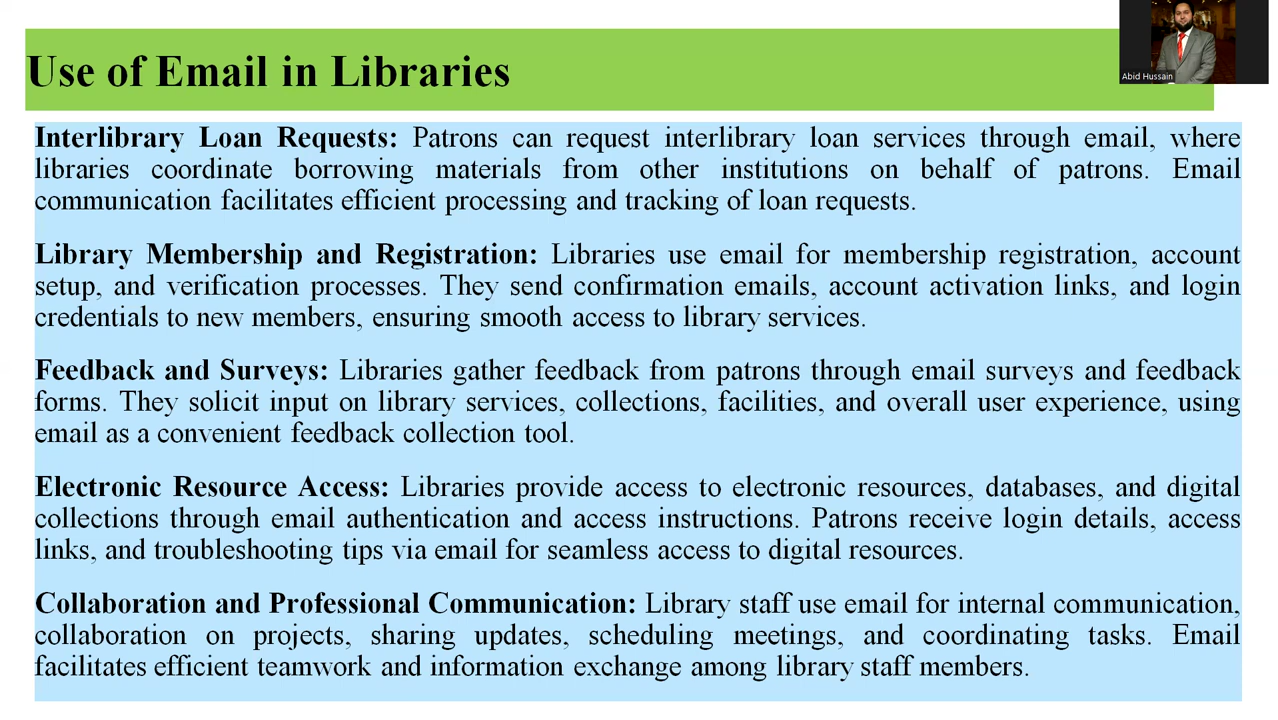 Use of Email in Libraries
Abid Hussain
Interlibrary Loan Requests: Patrons can request interlibrary loan services through email, where
libraries coordinate borrowing materials from other institutions on behalf of patrons. Email
communication facilitates efficient processing and tracking of loan requests.
Library Membership and Registration: Libraries use email for membership registration, account
setup, and verification processes. They send confirmation emails, account activation links, and login
credentials to new members, ensuring smooth access to library services.
Feedback and Surveys: Libraries gather feedback from patrons through email surveys and feedback
forms. They solicit input on library services, collections, facilities, and overall user experience, using
email as a convenient feedback collection tool.
Electronic Resource Access: Libraries provide access to electronic resources, databases, and digital
collections through email authentication and access instructions. Patrons receive login details, access
links, and troubleshooting tips via email for seamless access to digital resources.
Collaboration and Professional Communication: Library staff use email for internal communication,
collaboration on projects, sharing updates, scheduling meetings, and coordinating tasks. Email
facilitates efficient teamwork and information exchange among library staff members.